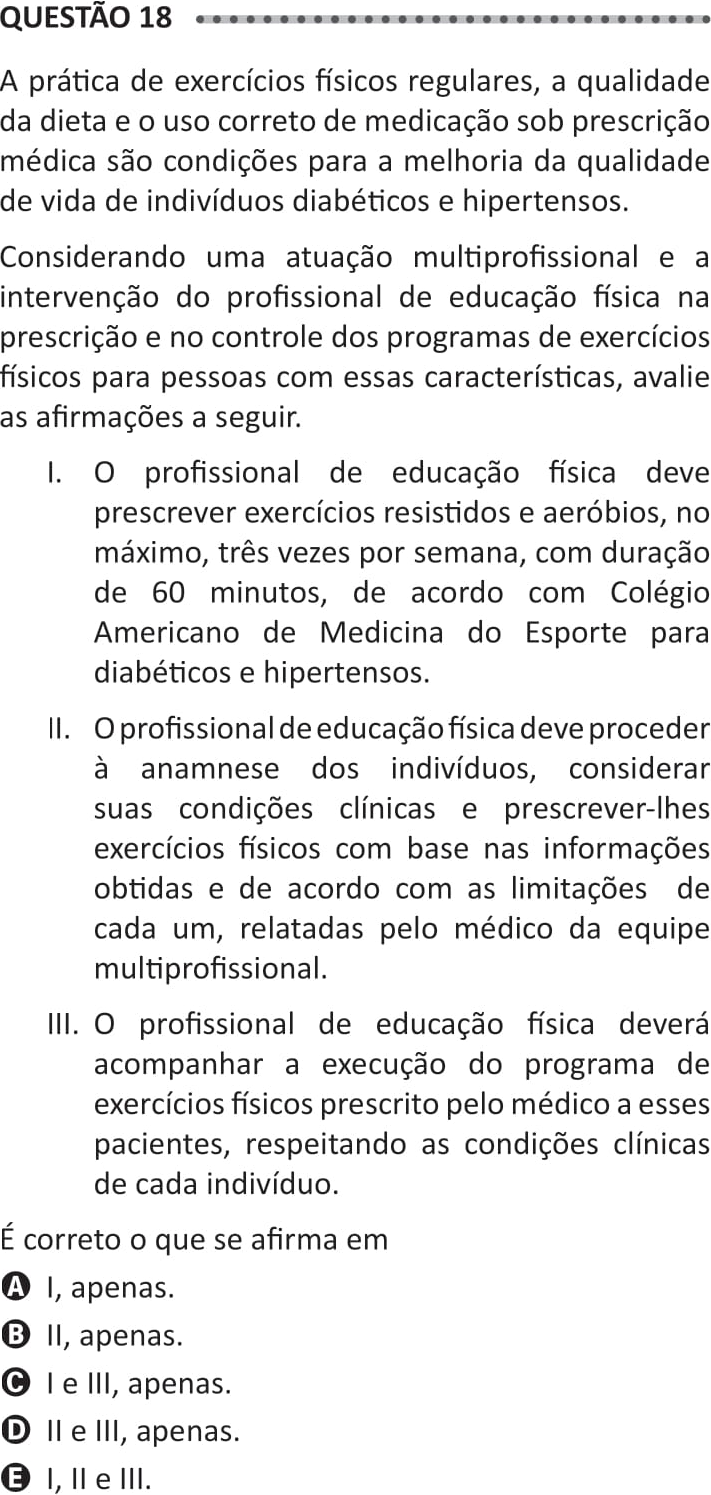 QUESTÃO 18
A prática de exercícios físicos regulares, a qualidade
da dieta e o uso correto de medicação sob prescrição
médica são condições para a melhoria da qualidade
de vida de indivíduos diabéticos e hipertensos.
Considerando uma atuação multiprofissional e a
intervenção do profissional de educação física na
prescrição e no controle dos programas de exercícios
físicos para pessoas com essas características, avalie
as afirmações a seguir.
I. O profissional de educação física deve
prescrever exercícios resistidos e aeróbios, no
máximo, três vezes por semana, com duração
de 60 minutos, de acordo com Colégio
Americano de Medicina do Esporte para
diabéticos e hipertensos.
II. O profissional de educação física deve proceder
à anamnese dos indivíduos, considerar
suas condições clínicas e prescrever-lhes
exercícios físicos com base nas informações
obtidas e de acordo com as limitações de
cada um, relatadas pelo médico da equipe
multiprofissional.
III. O profissional de educação física deverá
acompanhar a execução do programa de
exercícios físicos prescrito pelo médico a esses
pacientes, respeitando as condições clínicas
de cada indivíduo.
É correto o que se afirma em
A I, apenas.
B II, apenas.
C I e III, apenas.
D II e III, apenas.
E I, II e III.